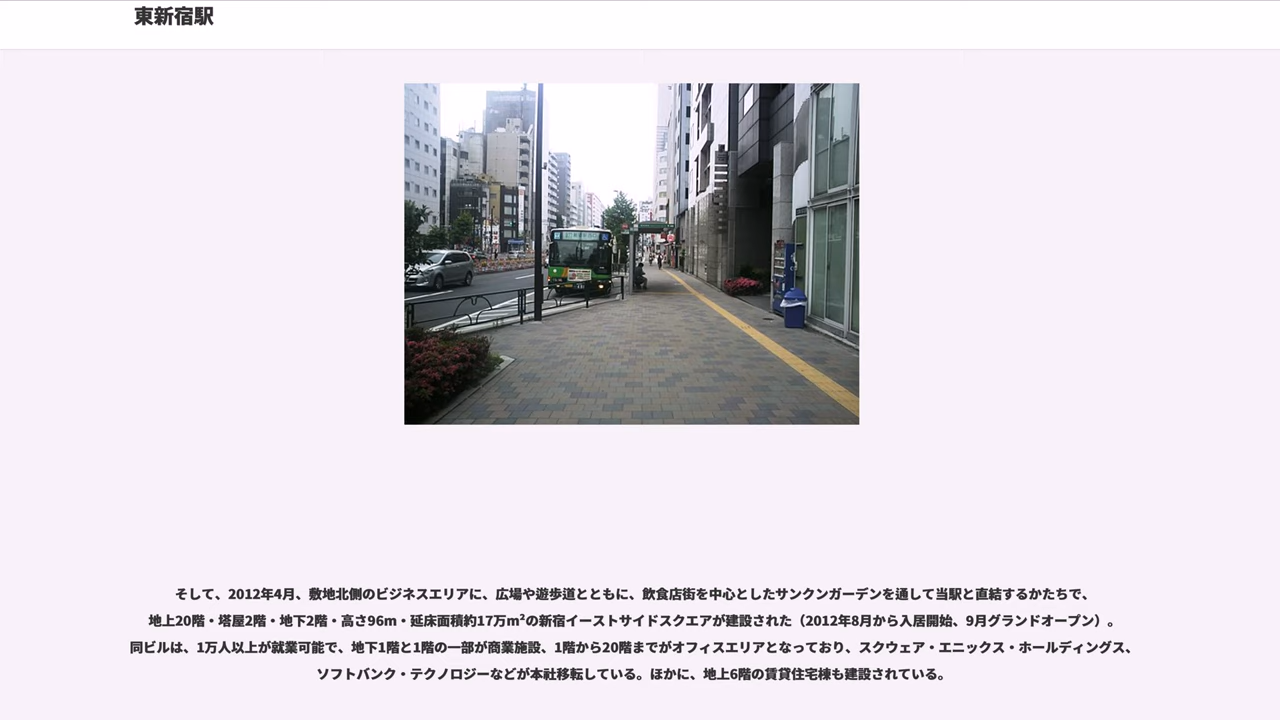 東新宿駅
そして、2012年4月、敷地北側のビジネスエリアに、広場や遊歩道とともに、飲食店街を中心としたサンクンガーデンを通して当駅と直結するかたちで、
地上20階・塔屋2階・地下2階・高さ96m・延床面積約17万m²の新宿イーストサイドスクエアが建設された（2012年8月から入居開始、9月グランドオープン）。
同ビルは、1万人以上が就業可能で、地下1階と1階の一部が商業施設、1階から20階までがオフィスエリアとなっており、スクウェア・エニックス・ホールディングス、
ソフトバンク・テクノロジーなどが本社移転している。ほかに、地上6階の賃貸住宅棟も建設されている。